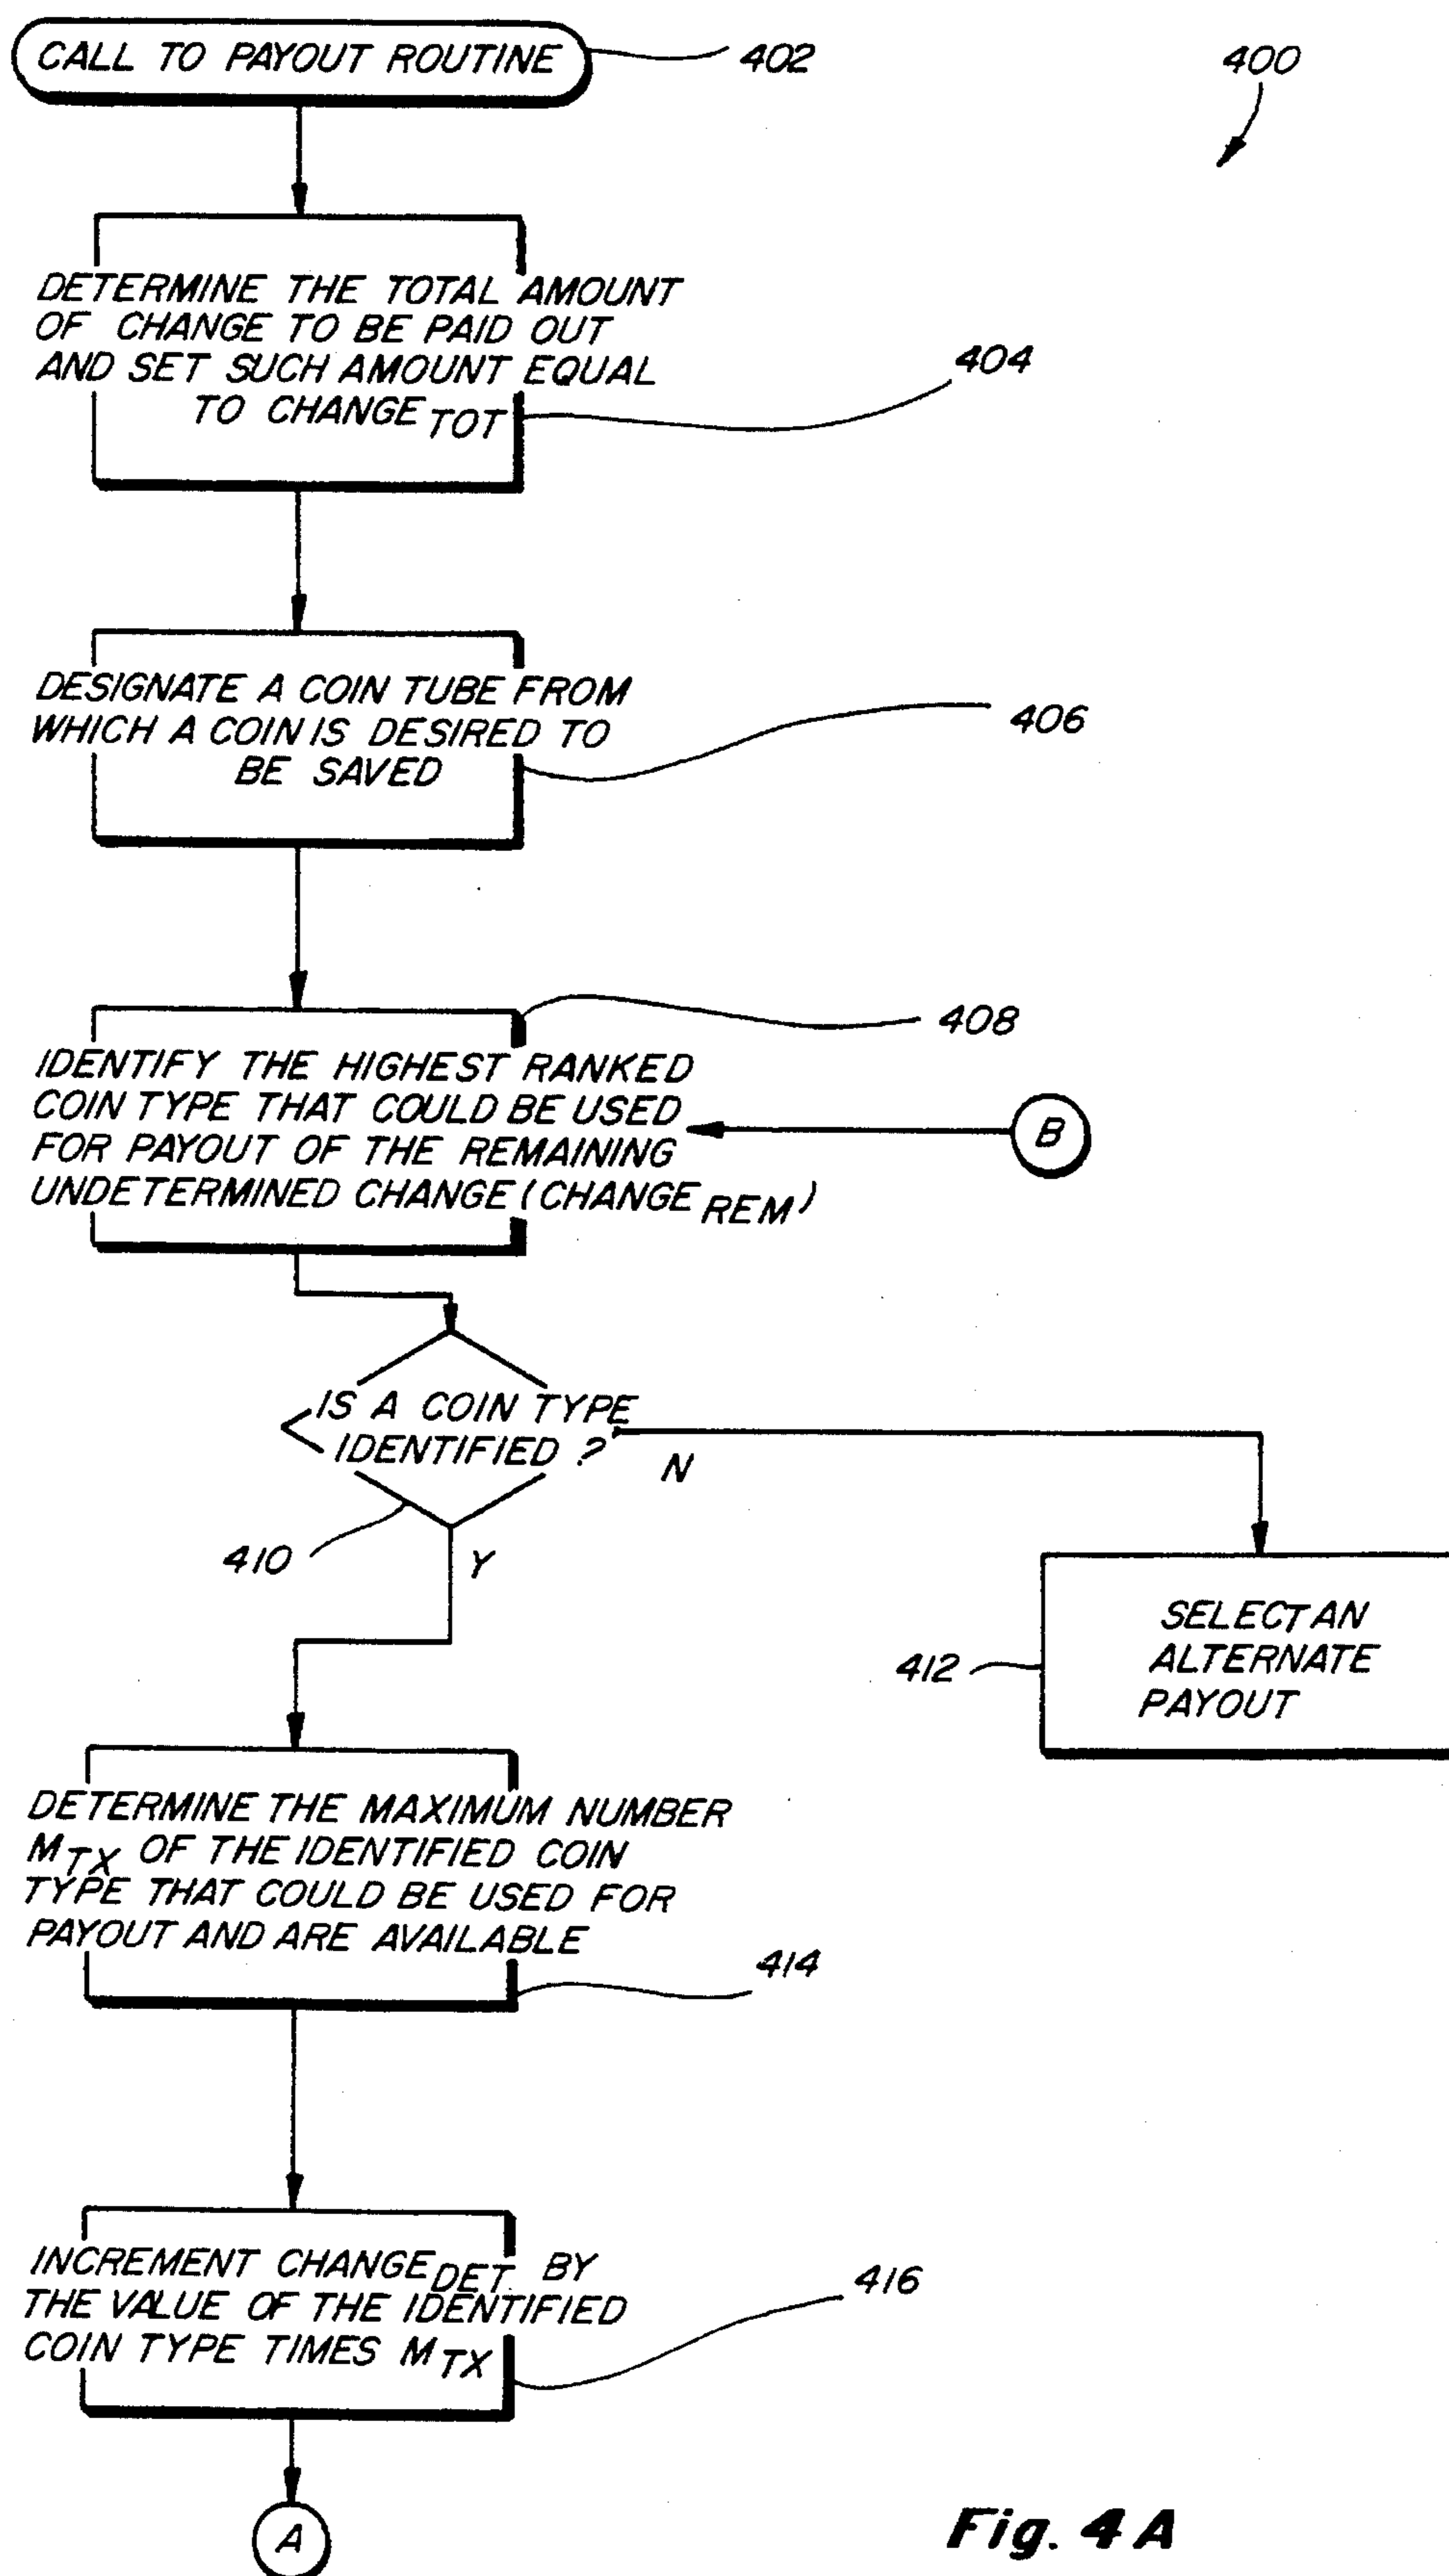 CALL TO PAYOUT ROUTINE
402
400
DETERMINE THE TOTAL AMOUNT
OF CHANGE TO BE PAID OUT
AND SET SUCH AMOUNT EQUAL
TO CHANGE TOT
404
DESIGNATE A COIN TUBE FROM
WHICH A COIN IS DESIRED TO
BE SAVED
406
408
IDENTIFY THE HIGHEST RANKED
COIN TYPE THAT COULD BE USED
FOR PAYOUT OF THE REMAINING
UNDETERMINED CHANGE (CHANGE REM)
B
IS A COIN TYPE
IDENTIFIED ?
N
410
Y
SELECT AN
ALTERNATE
PAYOUT
412
DETERMINE THE MAXIMUM NUMBER
M TX OF THE IDENTIFIED COIN
TYPE THAT COULD BE USED FOR
PAYOUT AND ARE AVAILABLE
414
INCREMENT CHANGE DET BY
THE VALUE OF THE IDENTIFIED
COIN TYPE TIMES M TX
416
A
Fig. 4A